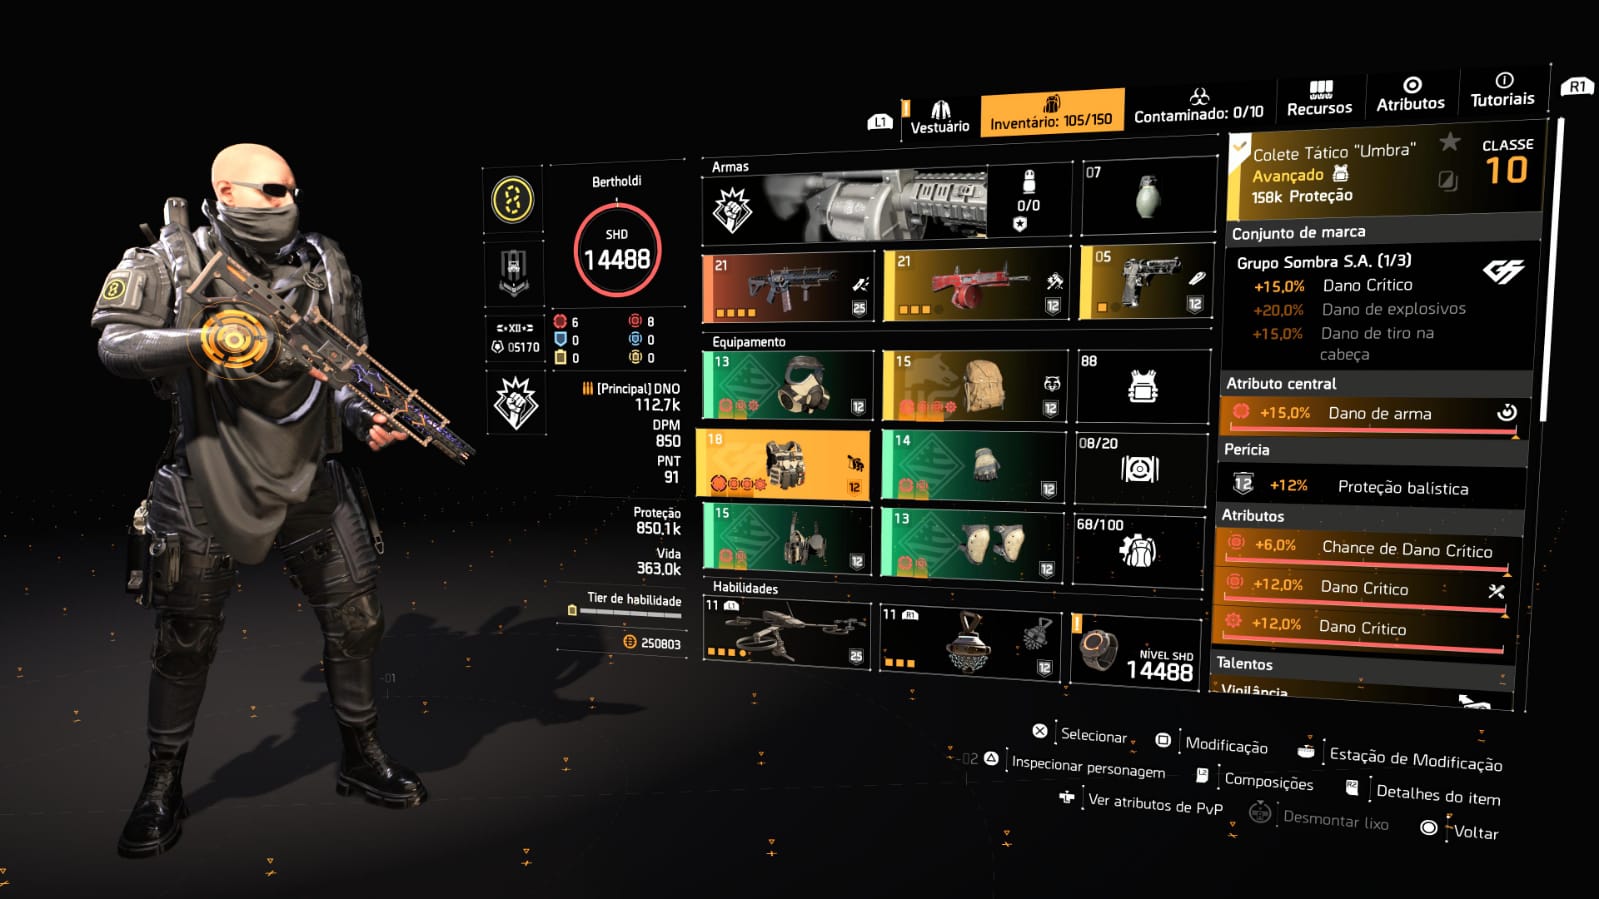 L1
Vestuário
Inventário: 105/150
Contaminado: 0/10
Recursos
Atributos
Tutoriais
R1
Bertholdi
SHD
14488
XII
05170
6
8
0
0
0
0
[Principal] DNO
112,7k
DPM
850
PNT
91
Proteção
850,1k
Vida
363,0k
Tier de habilidade
250803
Armas
0/0
07
21
25
21
12
05
12
Equipamento
13
12
15
12
88
18
12
14
12
08/20
15
12
13
12
68/100
Habilidades
11 L1
25
11 R1
12
NÍVEL SHD
14488
Colete Tático "Umbra"
Avançado
158k Proteção
CLASSE
10
Conjunto de marca
Grupo Sombra S.A. (1/3)
+15,0% Dano Crítico
+20,0% Dano de explosivos
+15,0% Dano de tiro na
cabeça
Atributo central
+15,0% Dano de arma
Perícia
12 +12% Proteção balística
Atributos
+6,0% Chance de Dano Crítico
+12,0% Dano Crítico
+12,0% Dano Crítico
Talentos
Vigilância
-01
-02
Selecionar
Modificação
Estação de Modificação
Inspecionar personagem
L2
Composições
R2
Detalhes do item
Ver atributos de PvP
Desmontar lixo
Voltar